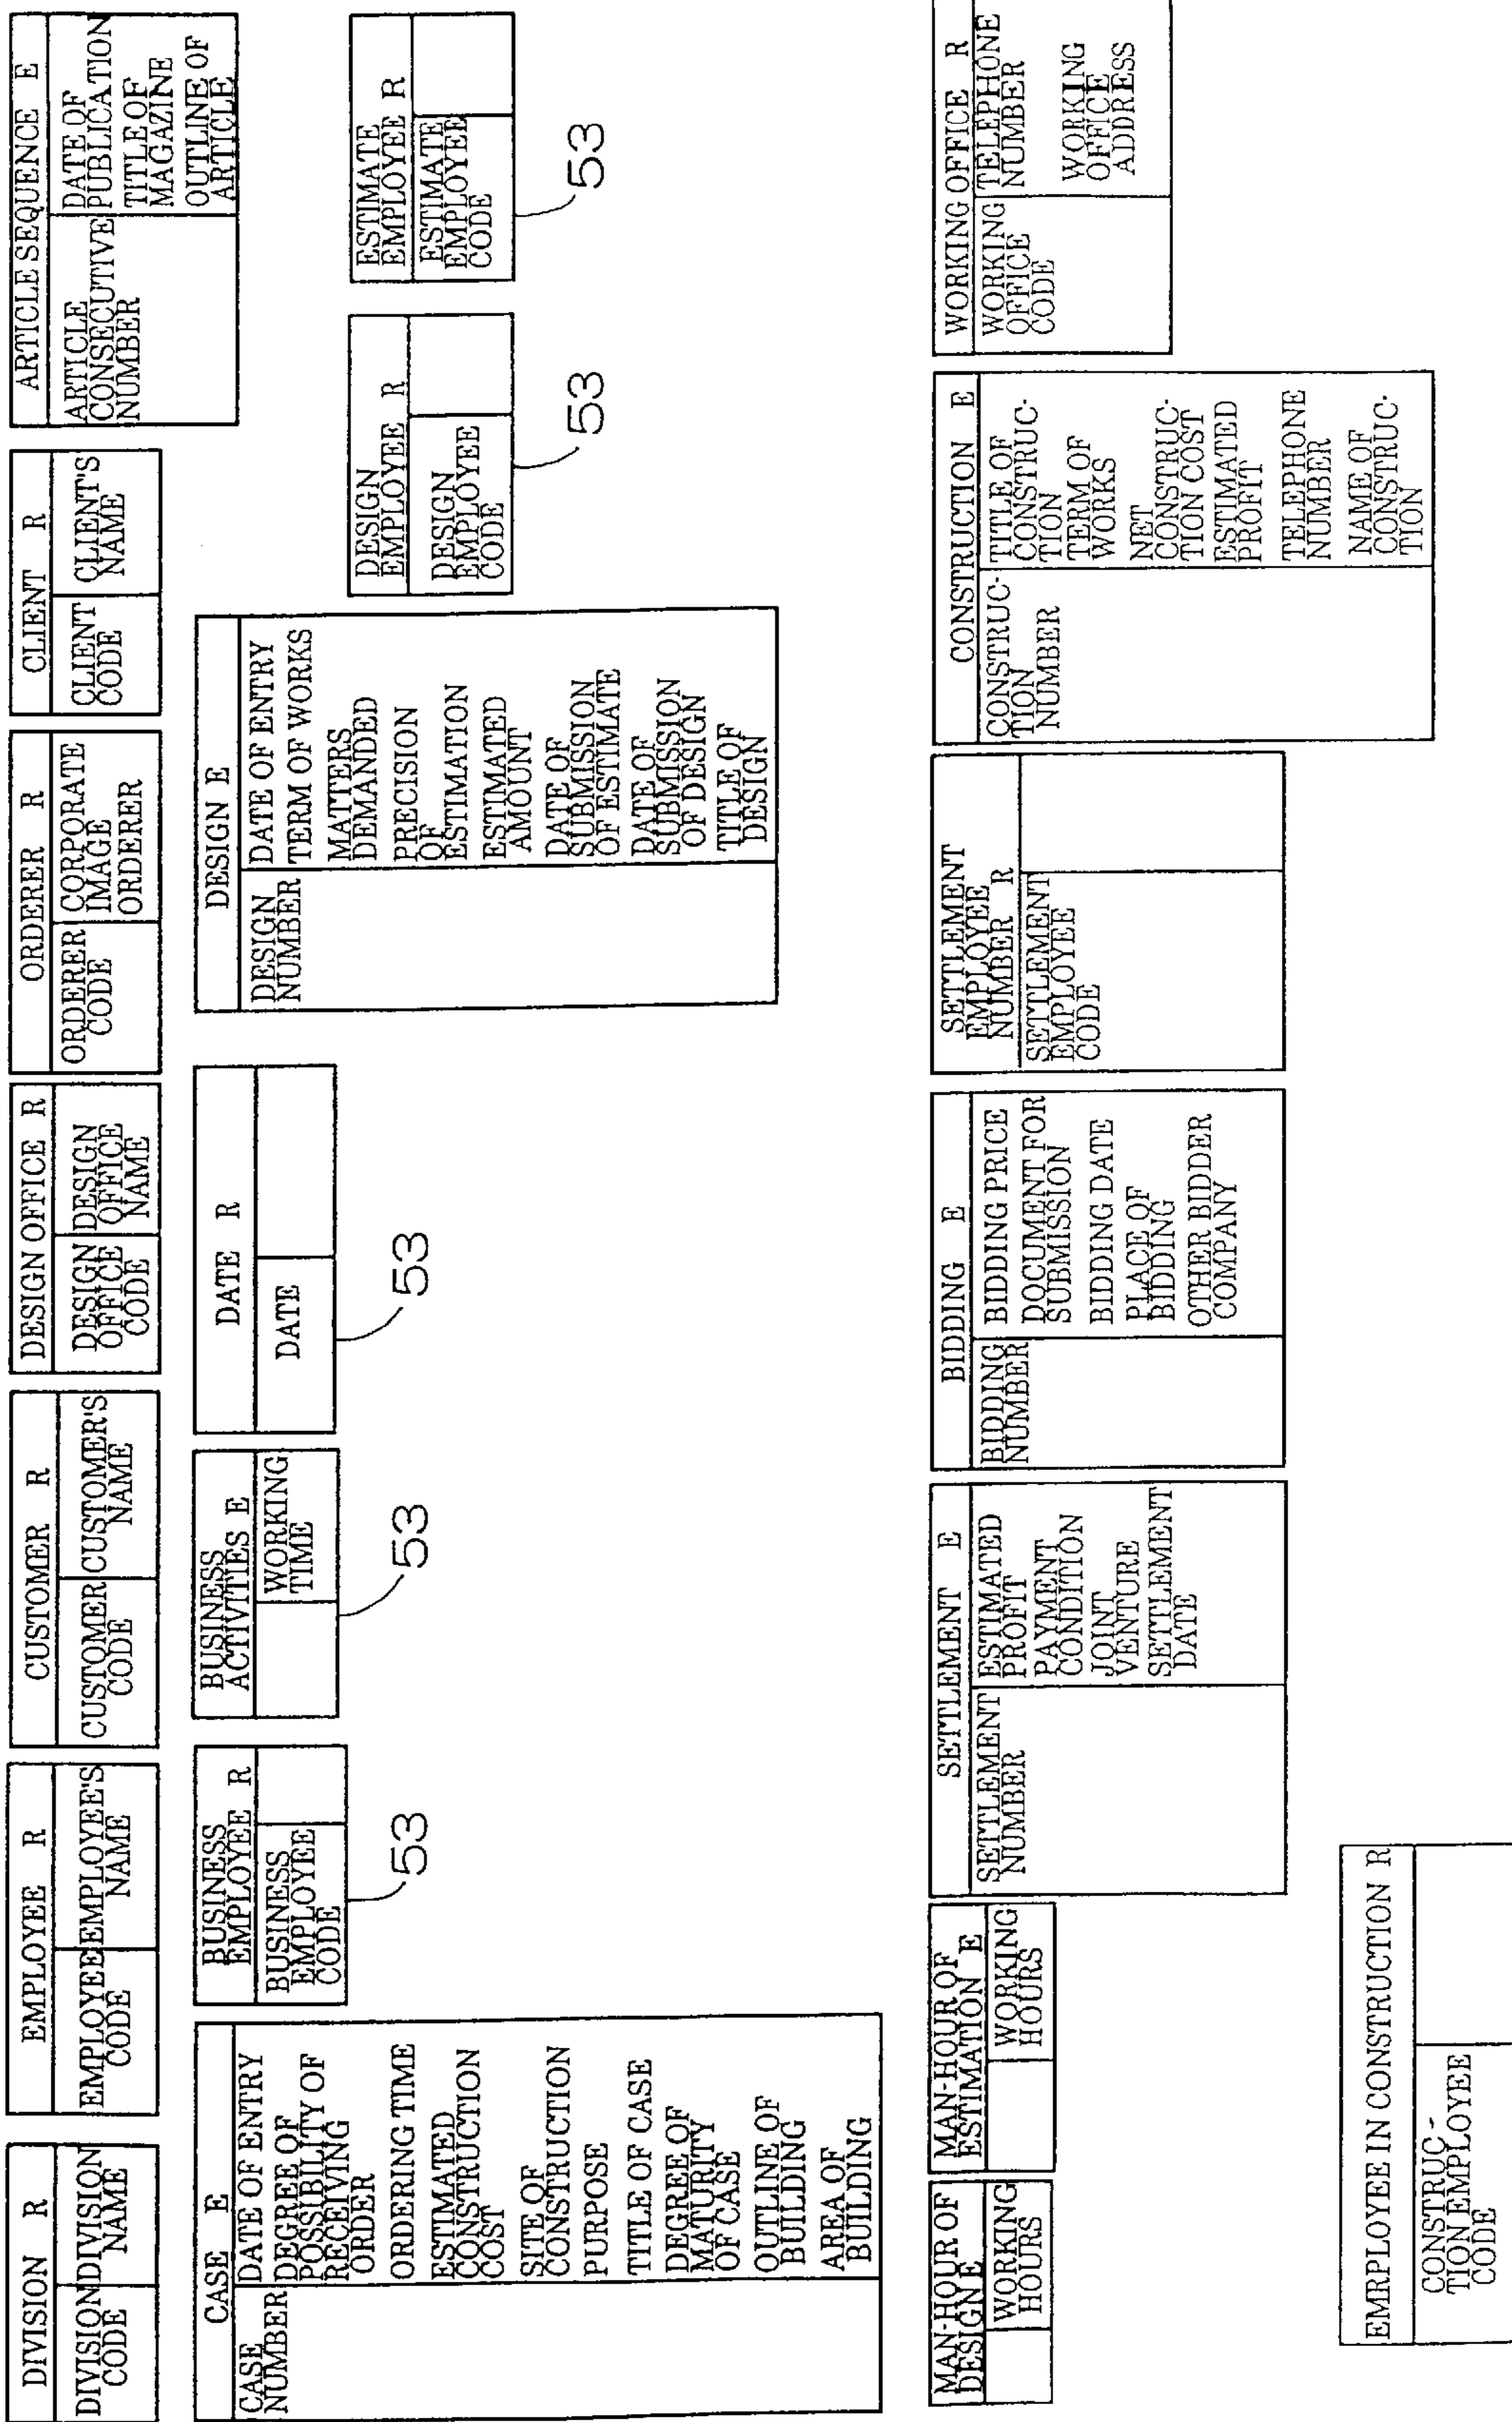 DIVISION R
DIVISION
CODE
DIVISION
NAME
EMPLOYEE R
EMPLOYEE
CODE
EMPLOYEE'S
NAME
CUSTOMER R
CUSTOMER
CODE
CUSTOMER'S
NAME
DESIGN OFFICE R
DESIGN
OFFICE
CODE
DESIGN
OFFICE
NAME
ORDERER R
ORDERER
CODE
CORPORATE
IMAGE
ORDERER
CLIENT R
CLIENT
CODE
CLIENT'S
NAME
ARTICLE SEQUENCE E
ARTICLE
CONSECUTIVE
NUMBER
DATE OF
PUBLICATION
TITLE OF
MAGAZINE
OUTLINE OF
ARTICLE
CASE E
CASE
NUMBER
DATE OF ENTRY
DEGREE OF
POSSIBILITY OF
RECEIVING
ORDER
ORDERING TIME
ESTIMATED
CONSTRUCTION
COST
SITE OF
CONSTRUCTION
PURPOSE
TITLE OF CASE
DEGREE OF
MATURITY
OF CASE
OUTLINE OF
BUILDING
AREA OF
BUILDING
BUSINESS
EMPLOYEE R
BUSINESS
EMPLOYEE
CODE
53
BUSINESS
ACTIVITIES E
WORKING
TIME
53
DATE R
DATE
53
DESIGN E
DESIGN
NUMBER
DATE OF ENTRY
TERM OF WORKS
MATTERS
DEMANDED
PRECISION
OF
ESTIMATION
ESTIMATED
AMOUNT
DATE OF
SUBMISSION
OF ESTIMATE
DATE OF
SUBMISSION
OF DESIGN
TITLE OF
DESIGN
DESIGN
EMPLOYEE R
DESIGN
EMPLOYEE
CODE
53
ESTIMATE
EMPLOYEE R
ESTIMATE
EMPLOYEE
CODE
53
MAN-HOUR OF
DESIGN E
WORKING
HOURS
MAN-HOUR OF
ESTIMATION E
WORKING
HOURS
SETTLEMENT E
SETTLEMENT
NUMBER
ESTIMATED
PROFIT
PAYMENT
CONDITION
JOINT
VENTURE
SETTLEMENT
DATE
BIDDING E
BIDDING
NUMBER
BIDDING PRICE
DOCUMENT FOR
SUBMISSION
BIDDING DATE
PLACE OF
BIDDING
OTHER BIDDER
COMPANY
SETTLEMENT
EMPLOYEE
NUMBER R
SETTLEMENT
EMPLOYEE
CODE
CONSTRUCTION E
CONSTRUC-
TION
NUMBER
TITLE OF
CONSTRUC-
TION
TERM OF
WORKS
NET
CONSTRUC-
TION COST
ESTIMATED
PROFIT
TELEPHONE
NUMBER
NAME OF
CONSTRUC-
TION
WORKING OFFICE R
WORKING
OFFICE
CODE
TELEPHONE
NUMBER
WORKING
OFFICE
ADDRESS
EMRPLOYEE IN CONSTRUCTION R
CONSTRUC-
TION EMPLOYEE
CODE